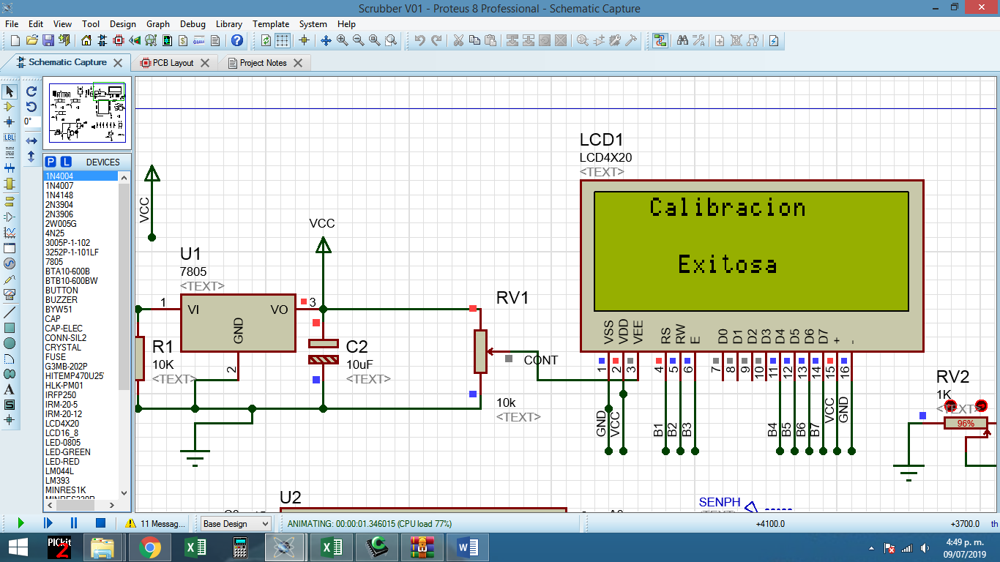 Scrubber V01 - Proteus 8 Professional - Schematic Capture
File Edit View Tool Design Graph Debug Library Template System Help
Schematic Capture
PCB Layout
Project Notes
LBL
0°
P L DEVICES
1N4004
1N4007
1N4148
2N3904
2N3906
2W005G
4N25
3005P-1-102
3252P-1-101LF
7805
BTA10-600B
BTB10-600BW
BUTTON
BUZZER
BYW51
CAP
CAP-ELEC
CONN-SIL2
CRYSTAL
FUSE
G3MB-202P
HITEMP470U25
HLK-PM01
IRFP250
IRM-20-5
IRM-20-12
LCD4X20
LCD16_8
LED-0805
LED-GREEN
LED-RED
LM044L
LM393
MINRES1K
VCC
U1
7805
<TEXT>
1 VI VO 3
GND
2
R1
10K
<TEXT>
VCC
C2
10uF
<TEXT>
RV1
CONT
10k
<TEXT>
LCD1
LCD4X20
<TEXT>
Calibracion
Exitosa
VSS VDD VEE RS RW E D0 D1 D2 D3 D4 D5 D6 D7 + -
1 2 3 4 5 6 7 8 9 10 11 12 13 14 15 16
GND VCC B1 B2 B3 B4 B5 B6 B7 VCC GND
RV2
1K
<TEXT>
96%
U2
SENPH
11 Messag...
Base Design
ANIMATING: 00:00:01.346015 (CPU load 77%)
+4100.0
+3700.0
th
PICkit
2
4:49 p. m.
09/07/2019